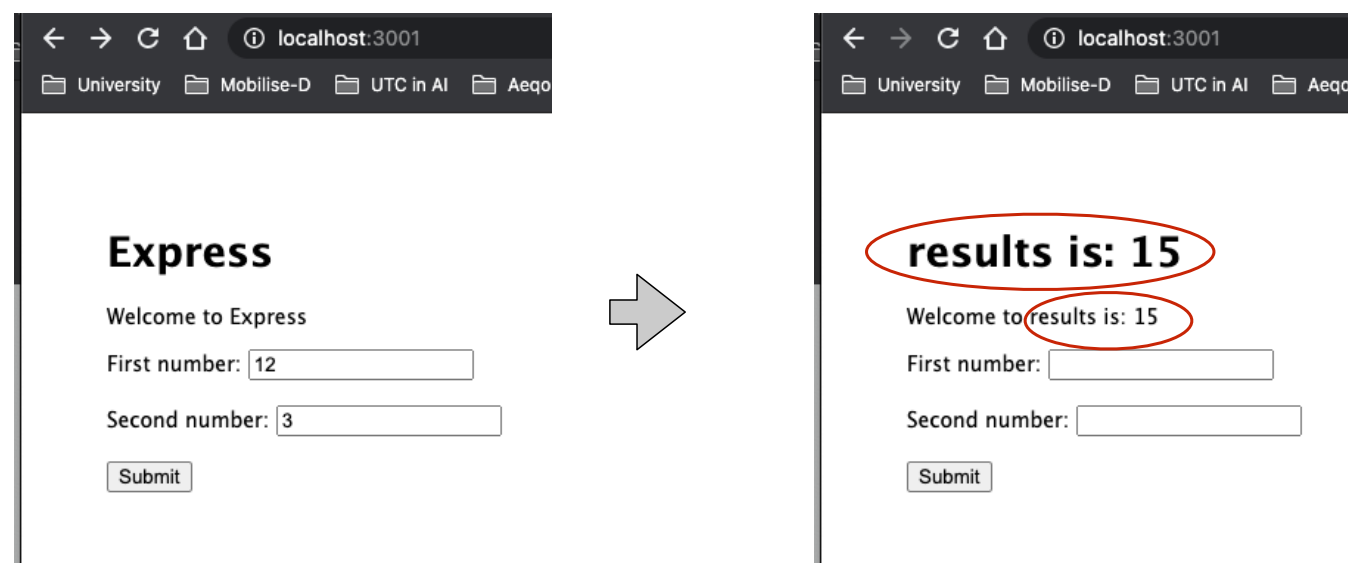 localhost:3001
University Mobilise-D UTC in AI Aeqo
Express
Welcome to Express
First number: 12
Second number: 3
Submit
localhost:3001
University Mobilise-D UTC in AI Aeqo
results is: 15
Welcome to results is: 15
First number:
Second number:
Submit